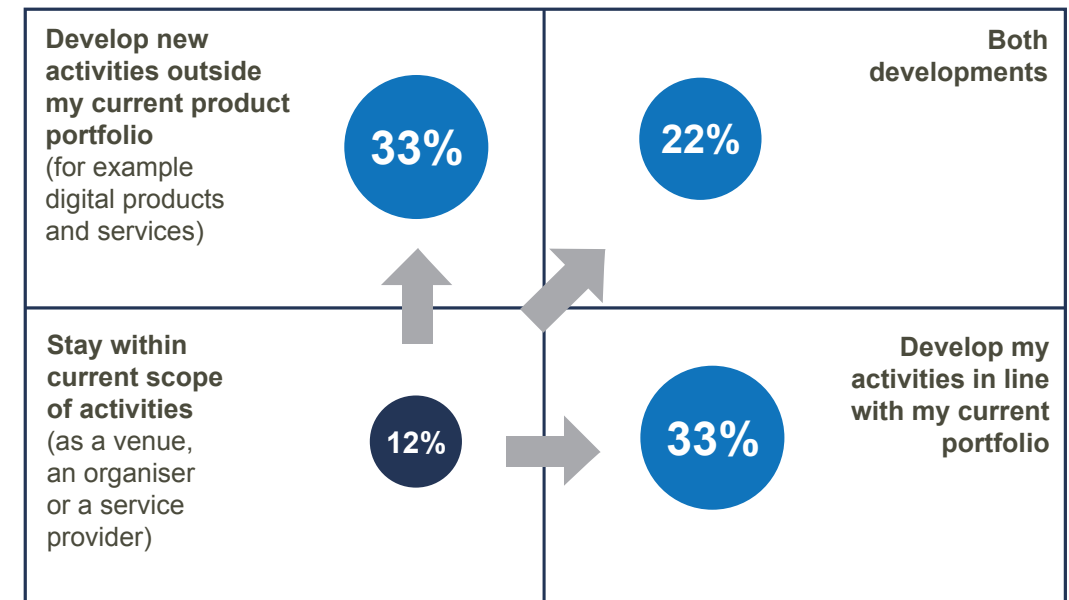 Develop new
activities outside
my current product
portfolio
(for example
digital products
and services)
33%
Both
developments
22%
Stay within
current scope
of activities
(as a venue,
an organiser
or a service
provider)
12%
Develop my
activities in line
with my current
portfolio
33%